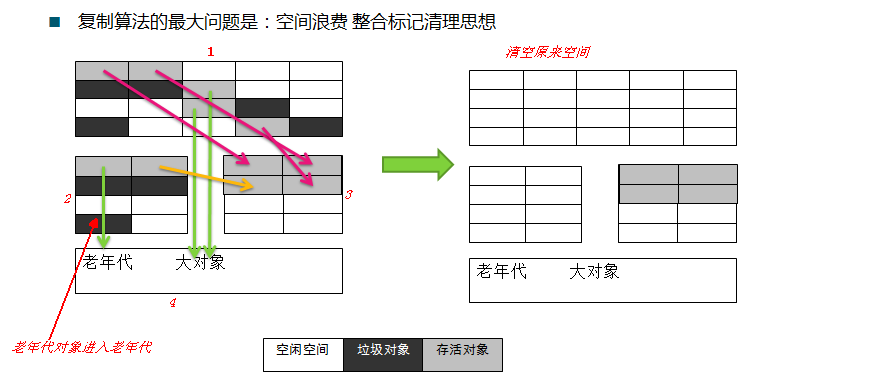 复制算法的最大问题是：空间浪费 整合标记清理思想
1
清空原来空间
2
3
老年代 大对象
老年代 大对象
4
老年代对象进入老年代
空闲空间 垃圾对象 存活对象